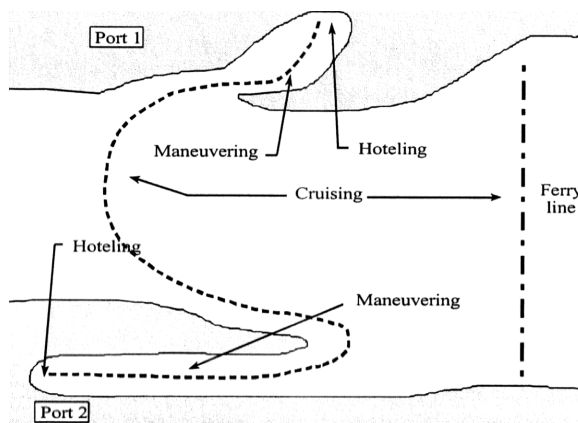 Port 1
Maneuvering
Hoteling
Cruising
Ferry
line
Hoteling
Maneuvering
Port 2